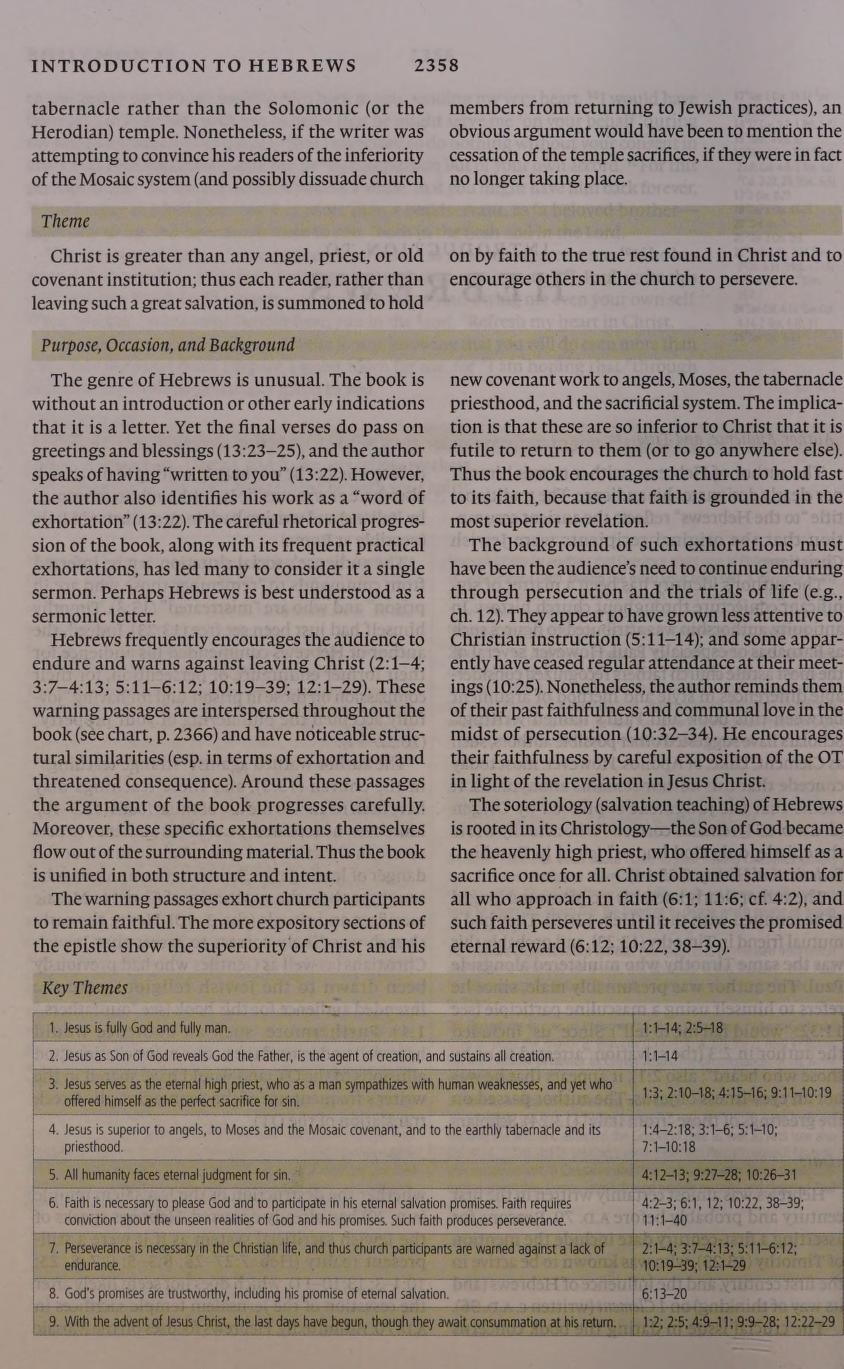 INTRODUCTION TO HEBREWS 2358
tabernacle rather than the Solomonic (or the
Herodian) temple. Nonetheless, if the writer was
attempting to convince his readers of the inferiority
of the Mosaic system (and possibly dissuade church
members from returning to Jewish practices), an
obvious argument would have been to mention the
cessation of the temple sacrifices, if they were in fact
no longer taking place.
Theme
Christ is greater than any angel, priest, or old
covenant institution; thus each reader, rather than
leaving such a great salvation, is summoned to hold
on by faith to the true rest found in Christ and to
encourage others in the church to persevere.
Purpose, Occasion, and Background
The genre of Hebrews is unusual. The book is
without an introduction or other early indications
that it is a letter. Yet the final verses do pass on
greetings and blessings (13:23–25), and the author
speaks of having “written to you” (13:22). However,
the author also identifies his work as a “word of
exhortation” (13:22). The careful rhetorical progres-
sion of the book, along with its frequent practical
exhortations, has led many to consider it a single
sermon. Perhaps Hebrews is best understood as a
sermonic letter.
Hebrews frequently encourages the audience to
endure and warns against leaving Christ (2:1–4;
3:7–4:13; 5:11–6:12; 10:19–39; 12:1–29). These
warning passages are interspersed throughout the
book (see chart, p. 2366) and have noticeable struc-
tural similarities (esp. in terms of exhortation and
threatened consequence). Around these passages
the argument of the book progresses carefully.
Moreover, these specific exhortations themselves
flow out of the surrounding material. Thus the book
is unified in both structure and intent.
The warning passages exhort church participants
to remain faithful. The more expository sections of
the epistle show the superiority of Christ and his
new covenant work to angels, Moses, the tabernacle
priesthood, and the sacrificial system. The implica-
tion is that these are so inferior to Christ that it is
futile to return to them (or to go anywhere else).
Thus the book encourages the church to hold fast
to its faith, because that faith is grounded in the
most superior revelation.
The background of such exhortations must
have been the audience’s need to continue enduring
through persecution and the trials of life (e.g.,
ch. 12). They appear to have grown less attentive to
Christian instruction (5:11–14); and some appar-
ently have ceased regular attendance at their meet-
ings (10:25). Nonetheless, the author reminds them
of their past faithfulness and communal love in the
midst of persecution (10:32–34). He encourages
their faithfulness by careful exposition of the OT
in light of the revelation in Jesus Christ.
The soteriology (salvation teaching) of Hebrews
is rooted in its Christology—the Son of God became
the heavenly high priest, who offered himself as a
sacrifice once for all. Christ obtained salvation for
all who approach in faith (6:1; 11:6; cf. 4:2), and
such faith perseveres until it receives the promised
eternal reward (6:12; 10:22, 38–39).
Key Themes
1. Jesus is fully God and fully man. 1:1–14; 2:5–18
2. Jesus as Son of God reveals God the Father, is the agent of creation, and sustains all creation. 1:1–14
3. Jesus serves as the eternal high priest, who as a man sympathizes with human weaknesses, and yet who
offered himself as the perfect sacrifice for sin.
1:3; 2:10–18; 4:15–16; 9:11–10:19
4. Jesus is superior to angels, to Moses and the Mosaic covenant, and to the earthly tabernacle and its
priesthood.
1:4–2:18; 3:1–6; 5:1–10;
7:1–10:18
5. All humanity faces eternal judgment for sin. 4:12–13; 9:27–28; 10:26–31
6. Faith is necessary to please God and to participate in his eternal salvation promises. Faith requires
conviction about the unseen realities of God and his promises. Such faith produces perseverance.
4:2–3; 6:1, 12; 10:22, 38–39;
11:1–40
7. Perseverance is necessary in the Christian life, and thus church participants are warned against a lack of
endurance.
2:1–4; 3:7–4:13; 5:11–6:12;
10:19–39; 12:1–29
8. God’s promises are trustworthy, including his promise of eternal salvation. 6:13–20
9. With the advent of Jesus Christ, the last days have begun, though they await consummation at his return. 1:2; 2:5; 4:9–11; 9:9–28; 12:22–29